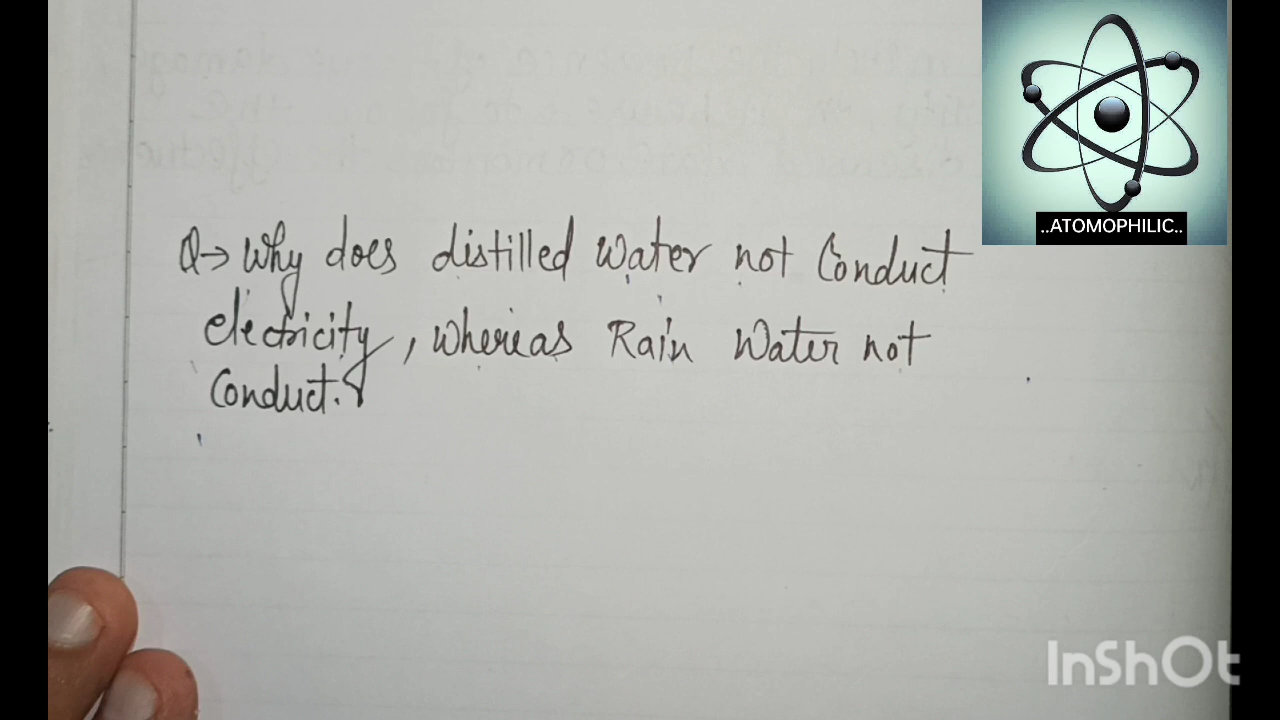 ..ATOMOPHILIC..
Q→ Why does distilled Water not Conduct
electricity, whereas Rain Water not
Conduct.?
InShOt